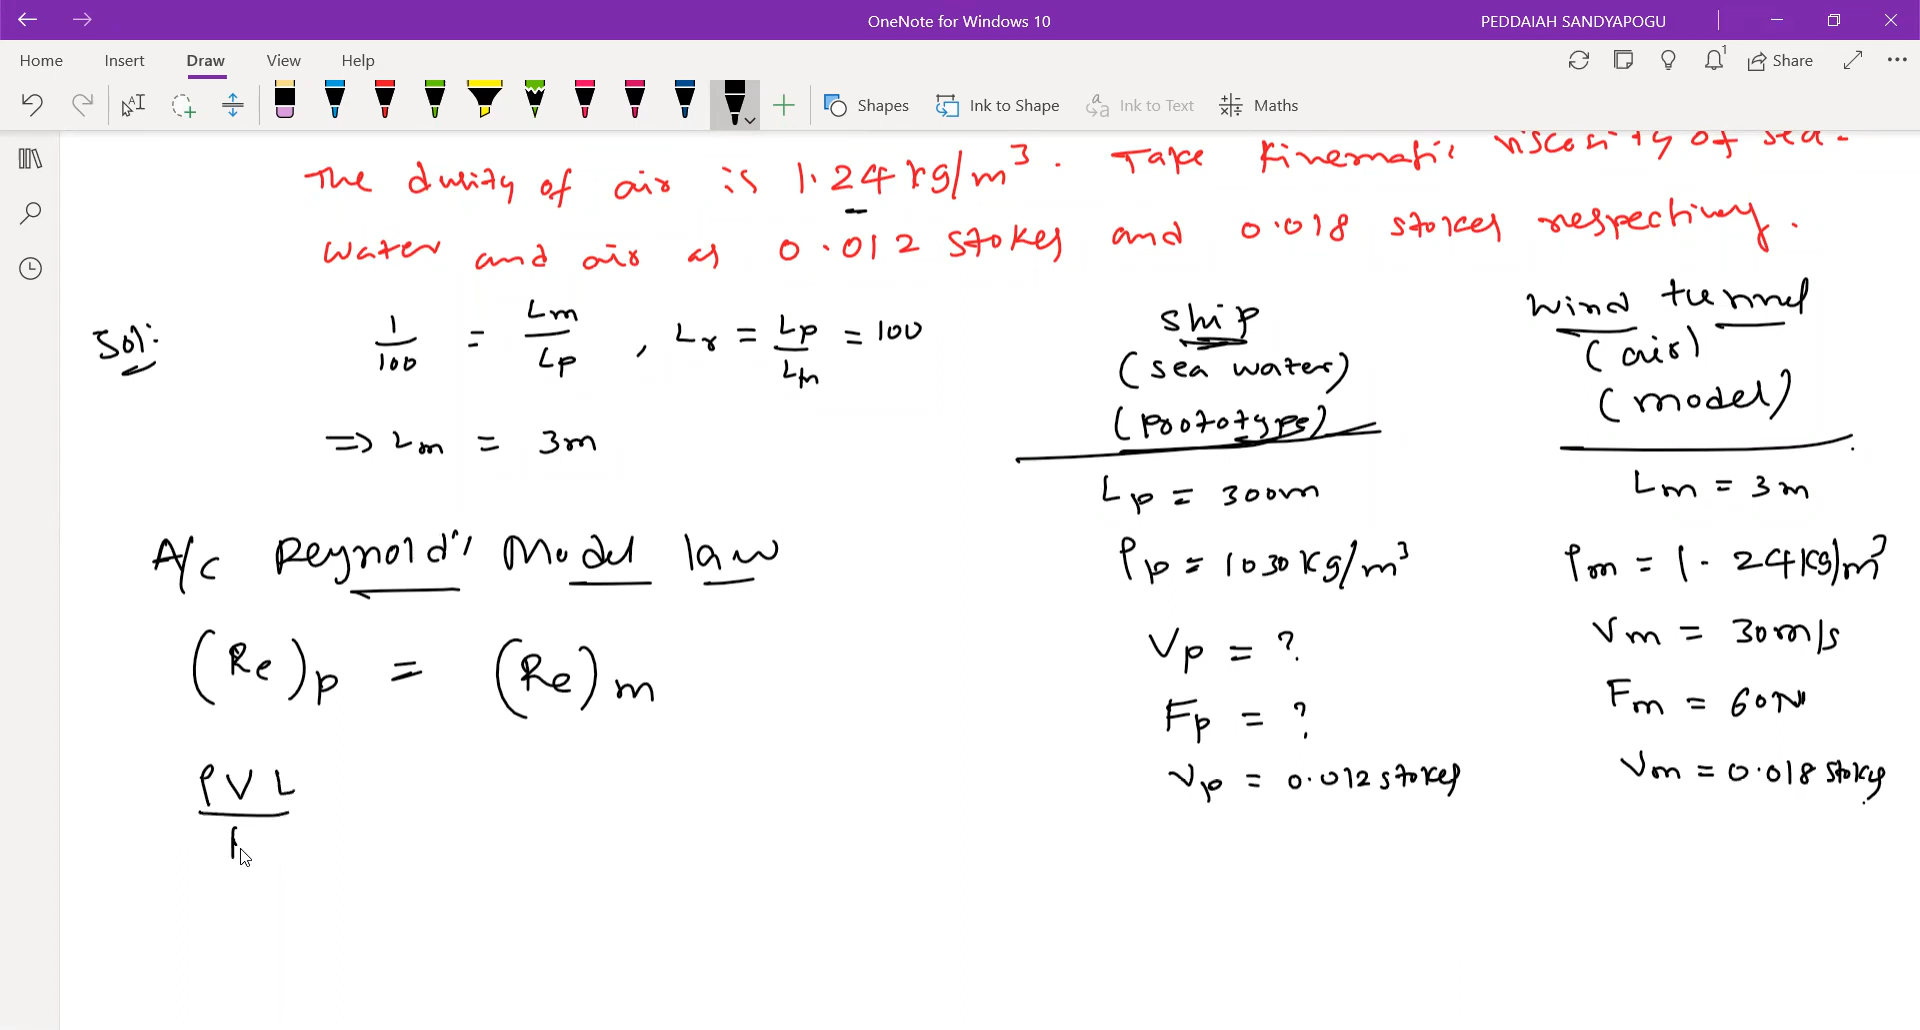 OneNote for Windows 10
PEDDAIAH SANDYAPOGU
Home Insert Draw View Help
1
Share
Shapes
Ink to Shape
Ink to Text
Maths
The density of air is 1.24 kg/m³. Take kinematic viscosity of sea-
water and air as 0.012 stokes and 0.018 stokes respectively.
Sol:
1/100 = Lm/Lp , Lr = Lp/Lm = 100
=> Lm = 3m
A/c Reynold's Model law
(Re)p = (Re)m
ρVL
ship
(sea water)
(prototype)
Lp = 300m
ρp = 1030 kg/m³
Vp = ?
Fp = ?
νp = 0.012 stokes
wind tunnel
(air)
(model)
Lm = 3m
ρm = 1.24 kg/m³
Vm = 30 m/s
Fm = 60N
νm = 0.018 stokes